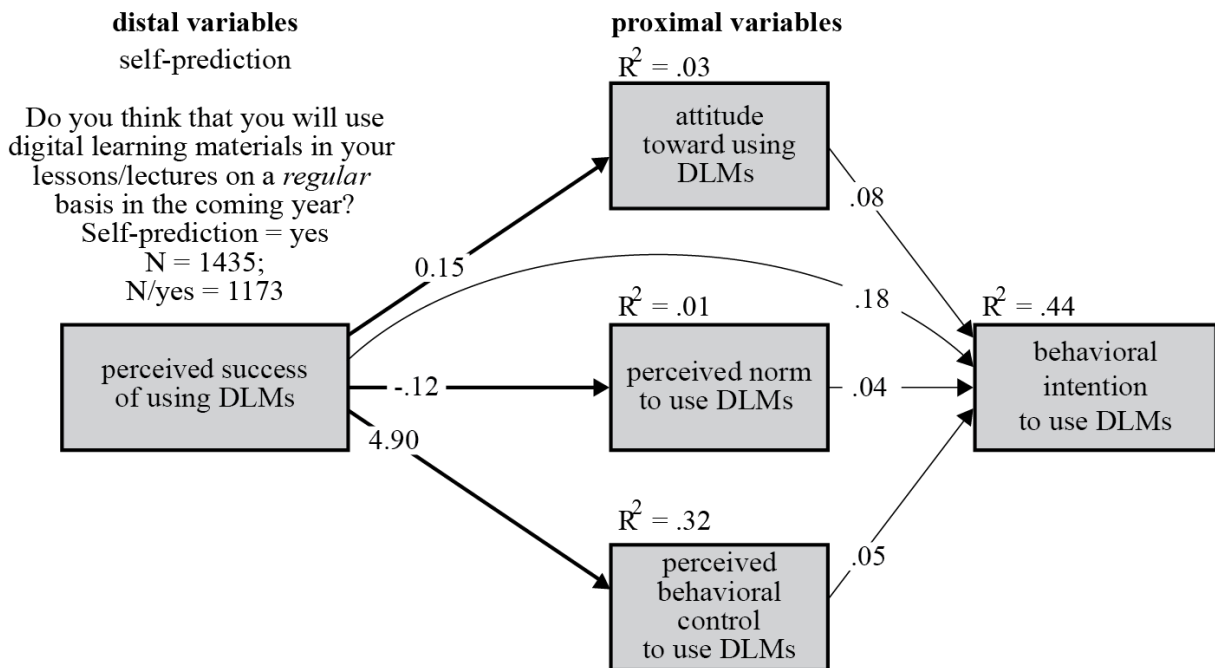 distal variables
self-prediction
Do you think that you will use
digital learning materials in your
lessons/lectures on a regular
basis in the coming year?
Self-prediction = yes
N = 1435;
N/yes = 1173
perceived success
of using DLMs
proximal variables
R² = .03
attitude
toward using
DLMs
R² = .01
perceived norm
to use DLMs
R² = .32
perceived
behavioral
control
to use DLMs
R² = .44
behavioral
intention
to use DLMs
0.15
-.12
4.90
.08
.18
.04
.05